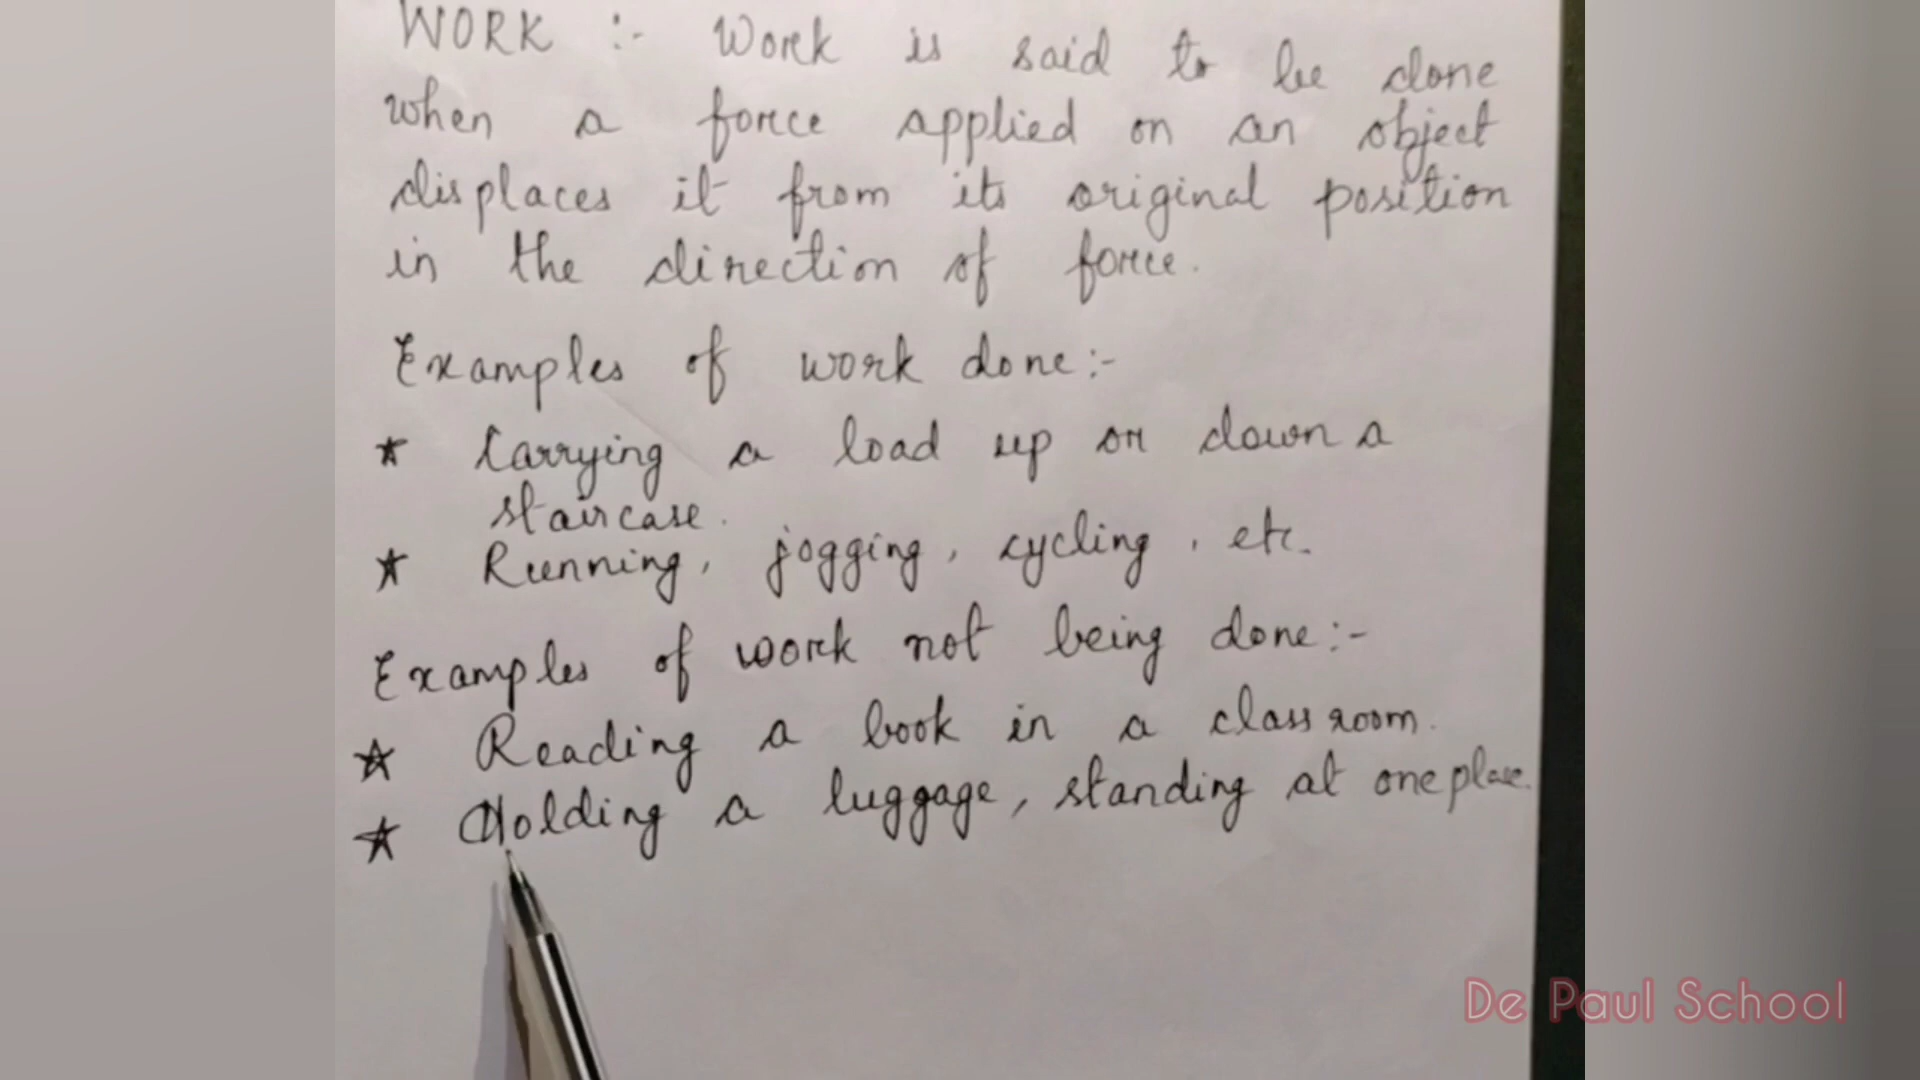 WORK :- Work is said to be done
when a force applied on an object
displaces it from its original position
in the direction of force.
Examples of work done:-
★ Carrying a load up or down a
staircase.
★ Running, jogging, cycling, etc.
Examples of work not being done:-
★ Reading a book in a classroom.
★ Holding a luggage, standing at one place.
De Paul School